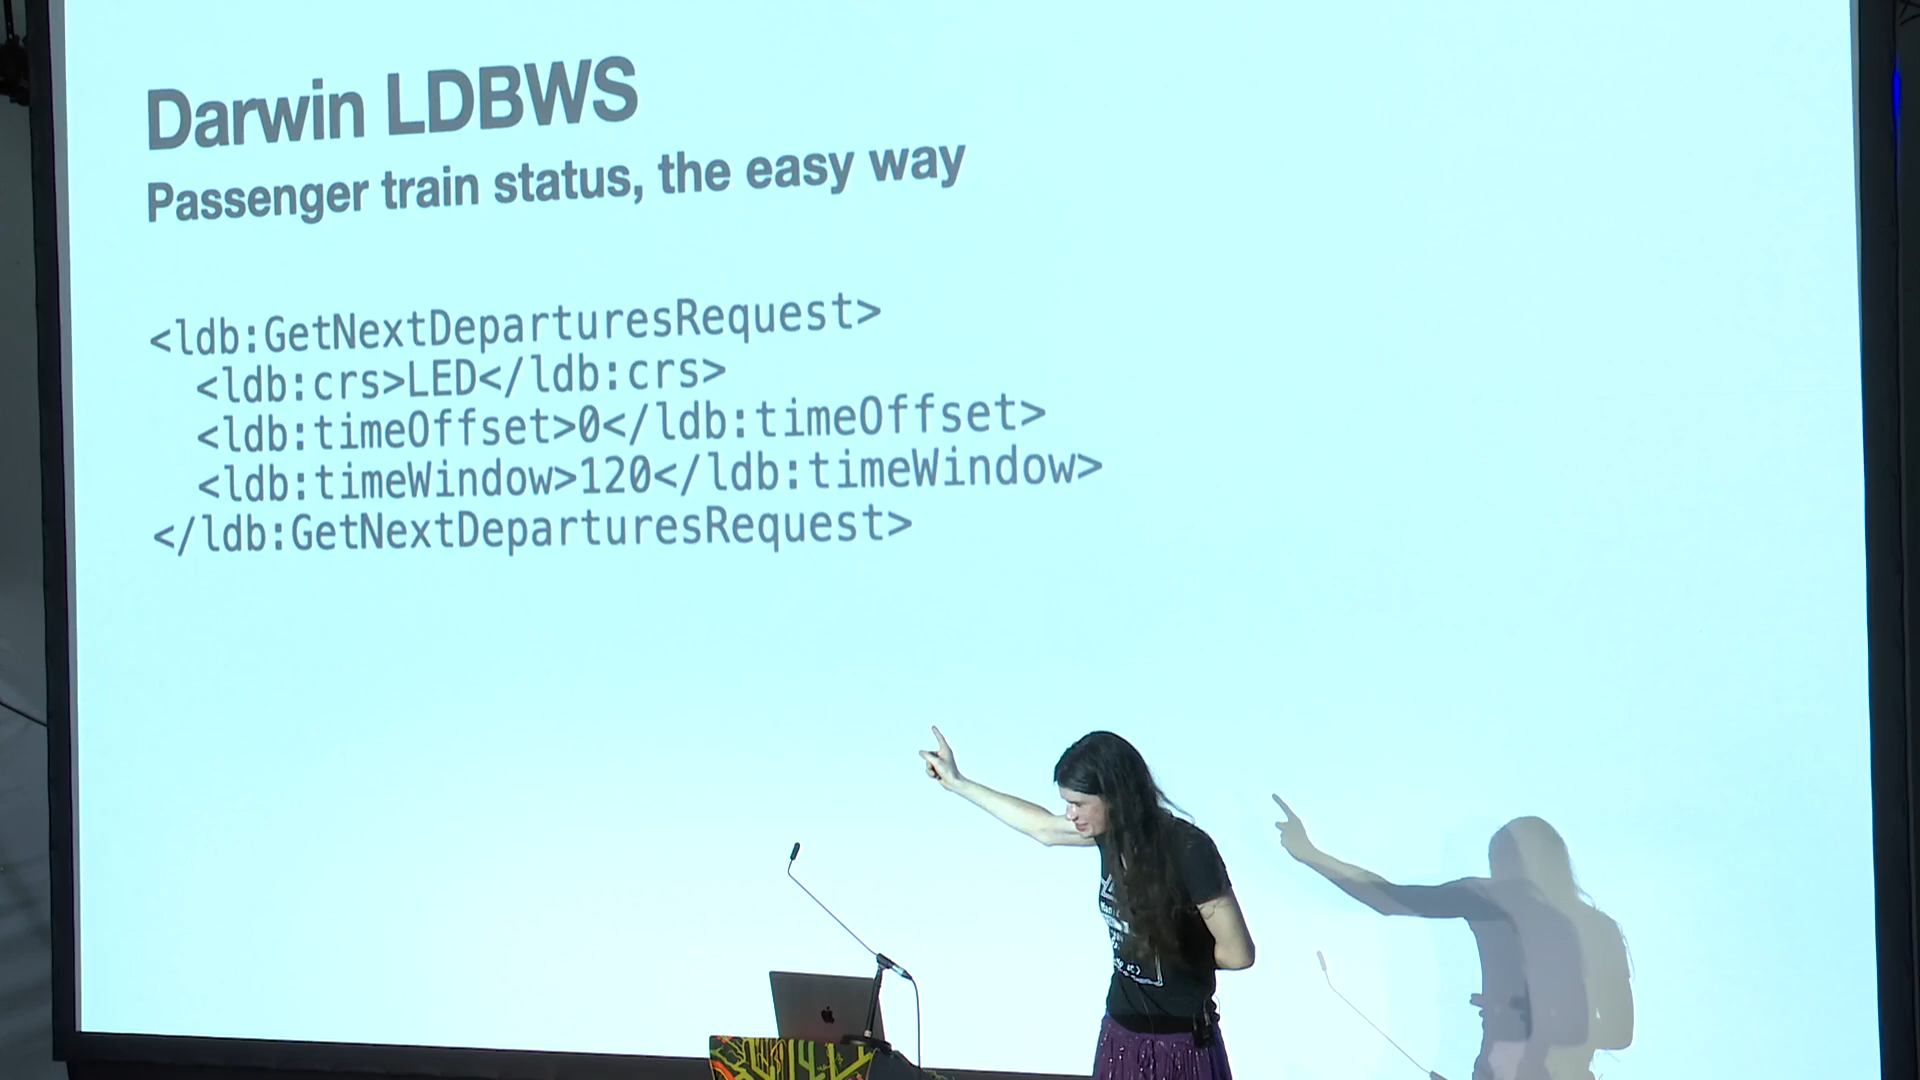 Darwin LDBWS
Passenger train status, the easy way
<ldb:GetNextDeparturesRequest>
<ldb:crs>LED</ldb:crs>
<ldb:timeOffset>0</ldb:timeOffset>
<ldb:timeWindow>120</ldb:timeWindow>
</ldb:GetNextDeparturesRequest>